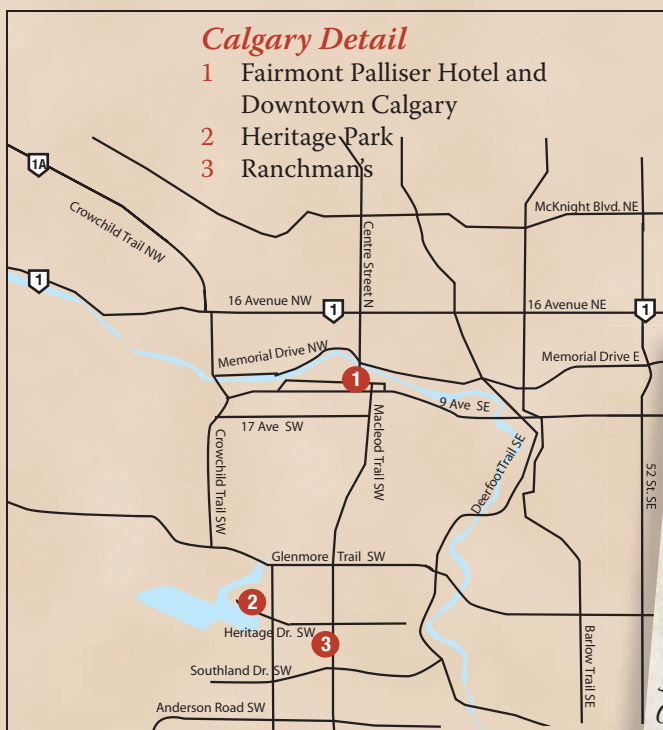 Calgary Detail
1 Fairmont Palliser Hotel and
Downtown Calgary
2 Heritage Park
3 Ranchman's
1A
Crowchild Trail NW
McKnight Blvd. NE
Centre Street N
1
16 Avenue NW
1
16 Avenue NE
1
Memorial Drive NW
Memorial Drive E
1
9 Ave SE
17 Ave SW
Crowchild Trail SW
Macleod Trail SW
DeerfootTrail SE
52 St. SE
Glenmore Trail SW
2
Heritage Dr. SW
3
Barlow Trail SE
Southland Dr. SW
Anderson Road SW